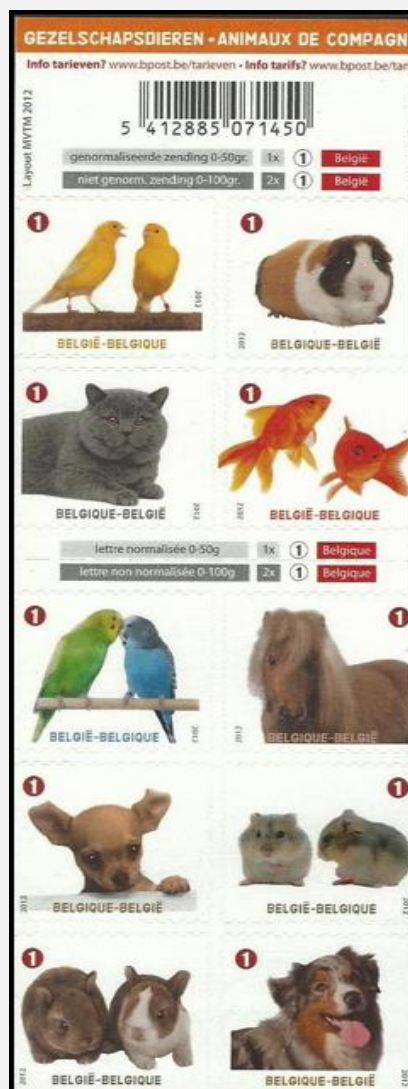 GEZELSCHAPSDIEREN - ANIMAUX DE COMPAGN
Info tarieven? www.bpost.be/tarieven - Info tarifs? www.bpost.be/tar
Layout MVTM 2012
5 412885 071450
genormaliseerde zending 0-50gr. 1x 1 België
niet genorm. zending 0-100gr. 2x 1 België
1 1
2012
BELGIË-BELGIQUE
2012 BELGIQUE-BELGIË
1 1
BELGIQUE-BELGIË 2012
2012 BELGIË-BELGIQUE
lettre normalisée 0-50g 1x 1 Belgique
lettre non normalisée 0-100g 2x 1 Belgique
1 1
BELGIË-BELGIQUE 2012
2012 BELGIQUE-BELGIË
1 1
2012 BELGIQUE-BELGIË
BELGIË-BELGIQUE 2012
1 1
2012 BELGIË-BELGIQUE
BELGIQUE-BELGIË 2012